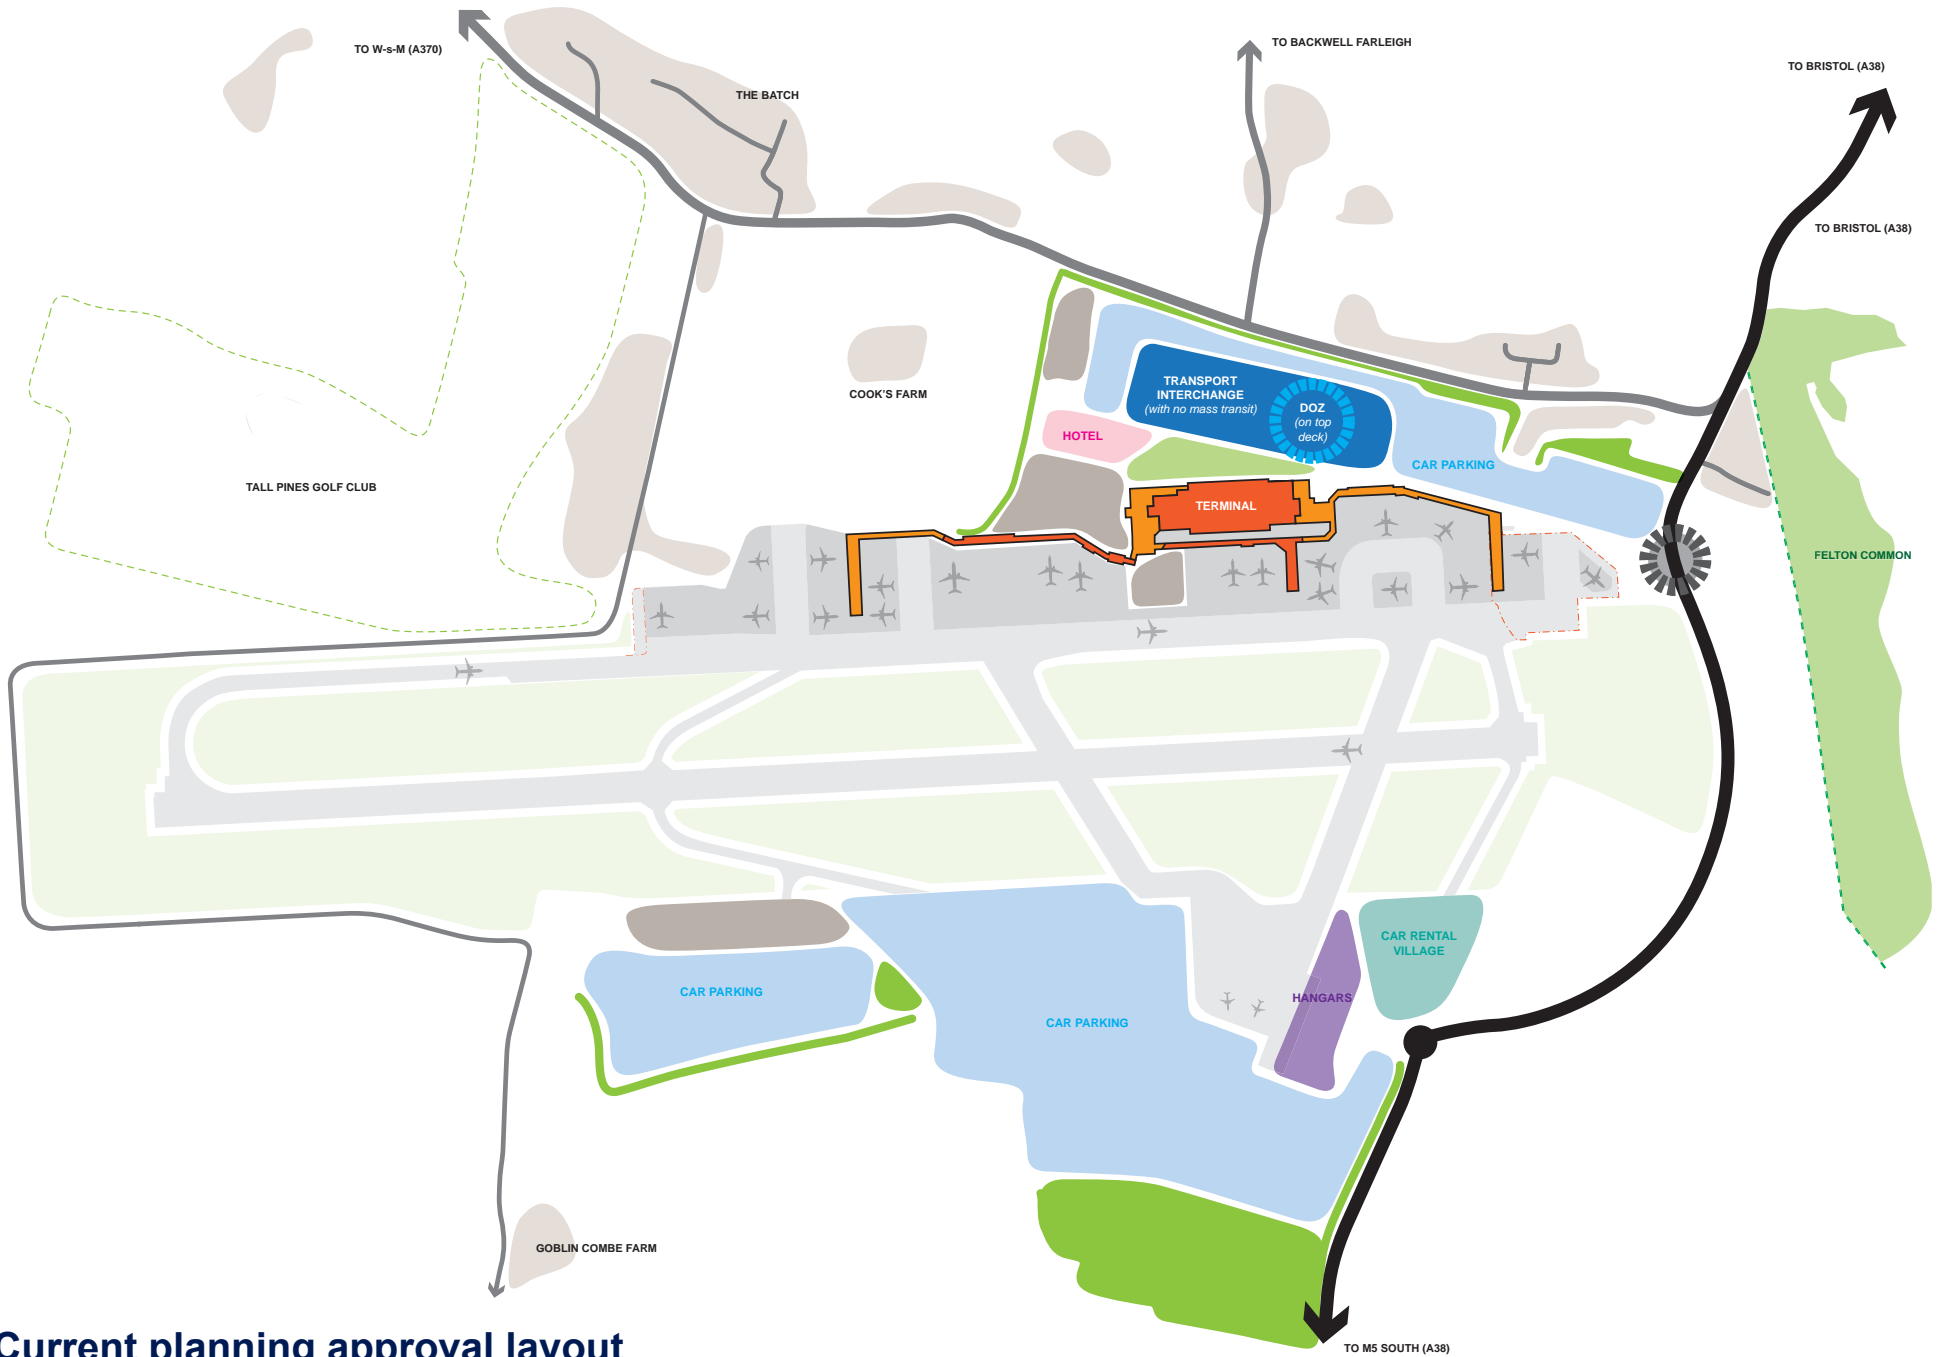 TO W-s-M (A370)
TO BACKWELL FARLEIGH
TO BRISTOL (A38)
THE BATCH
TO BRISTOL (A38)
TRANSPORT
INTERCHANGE
(with no mass transit)
DOZ
(on top
deck)
COOK'S FARM
HOTEL
CAR PARKING
TALL PINES GOLF CLUB
TERMINAL
FELTON COMMON
CAR RENTAL
VILLAGE
CAR PARKING
HANGARS
CAR PARKING
GOBLIN COMBE FARM
Current planning approval layout
TO M5 SOUTH (A38)